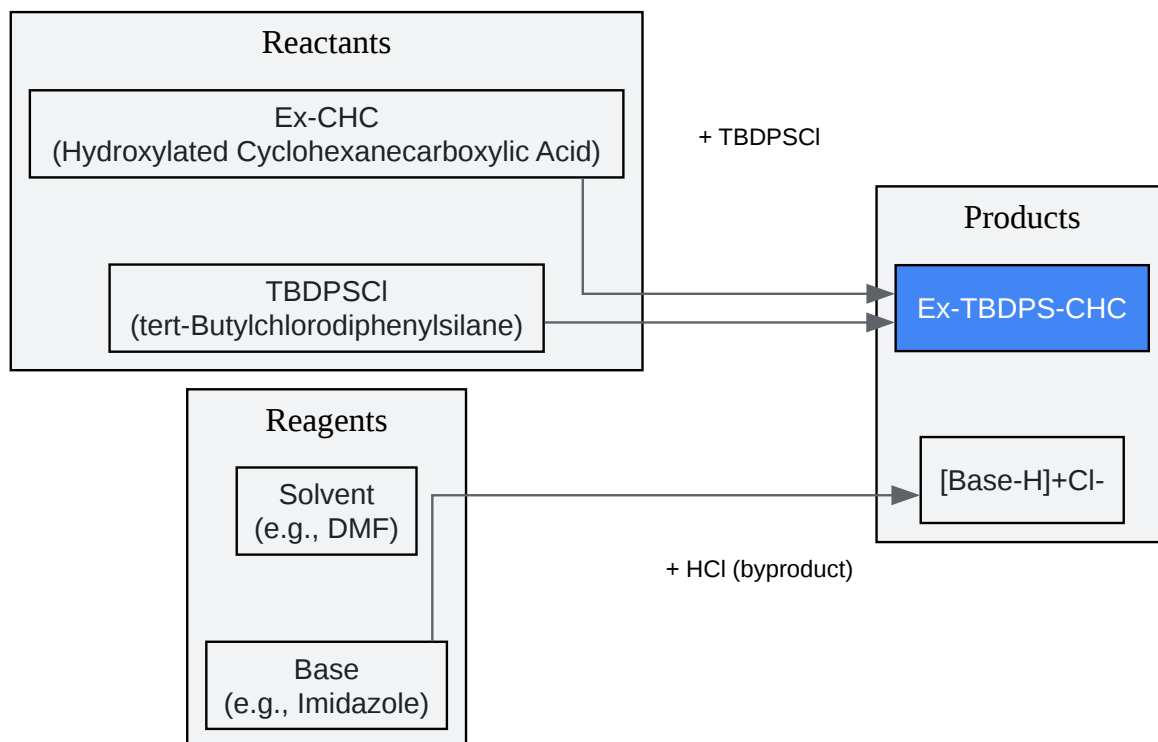 Reactants
Ex-CHC
(Hydroxylated Cyclohexanecarboxylic Acid)
+ TBDPSCl
TBDPSCl
(tert-Butylchlorodiphenylsilane)
Products
Ex-TBDPS-CHC
Reagents
Solvent
(e.g., DMF)
[Base-H]+Cl-
+ HCl (byproduct)
Base
(e.g., Imidazole)